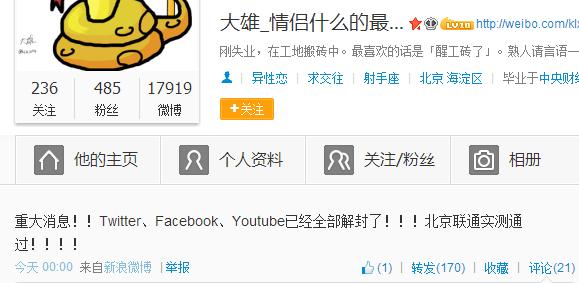 大雄_情侣什么的最... LV10 http://weibo.com/klx
刚失业，在工地搬砖中。最喜欢的话是「醒工砖了」。熟人请言语一
大雄
236 485 17919
关注 粉丝 微博
异性恋 | 求交往 | 射手座 | 北京 海淀区 | 毕业于中央财经
+关注
他的主页 个人资料 关注/粉丝 相册
重大消息！！Twitter、Facebook、Youtube已经全部解封了！！！北京联通实测通
过！！！！
今天 00:00 来自新浪微博 | 举报 (1) | 转发(170) | 收藏 | 评论(21)